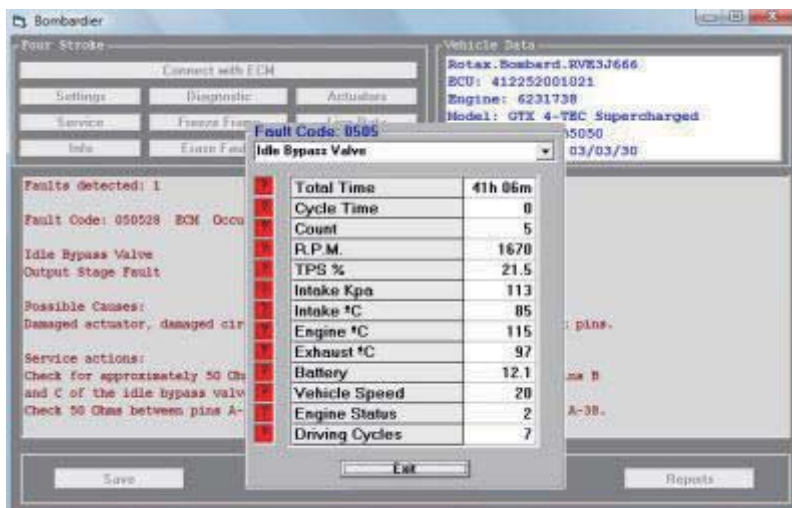 Bombardier
Four Stroke
Connect with ECM
Settings
Diagnostic
Actuators
Service
Freeze Frame
Info
Vehicle Data
Rotax.Bombard.RVE3J666
ECU: 412252001021
Engine: 6231738
Model: GTX 4-TEC Supercharged
A5050
03/03/30
Faults detected: 1
Fault Code: 050528 ECM Occu
Idle Bypass Valve
Output Stage Fault
Possible Causes:
Damaged actuator, damaged cir
pins.
Service actions:
Check for approximately 50 Oh
B
and C of the idle bypass valv
Check 50 Ohms between pins A-
A-38.
Fault Code: 0505
Idle Bypass Valve
? Total Time 41h 06m
? Cycle Time 0
? Count 5
? R.P.M. 1670
? TPS % 21.5
? Intake Kpa 113
? Intake °C 85
? Engine °C 115
? Exhaust °C 97
? Battery 12.1
? Vehicle Speed 20
? Engine Status 2
? Driving Cycles 7
Exit
Save
Reports